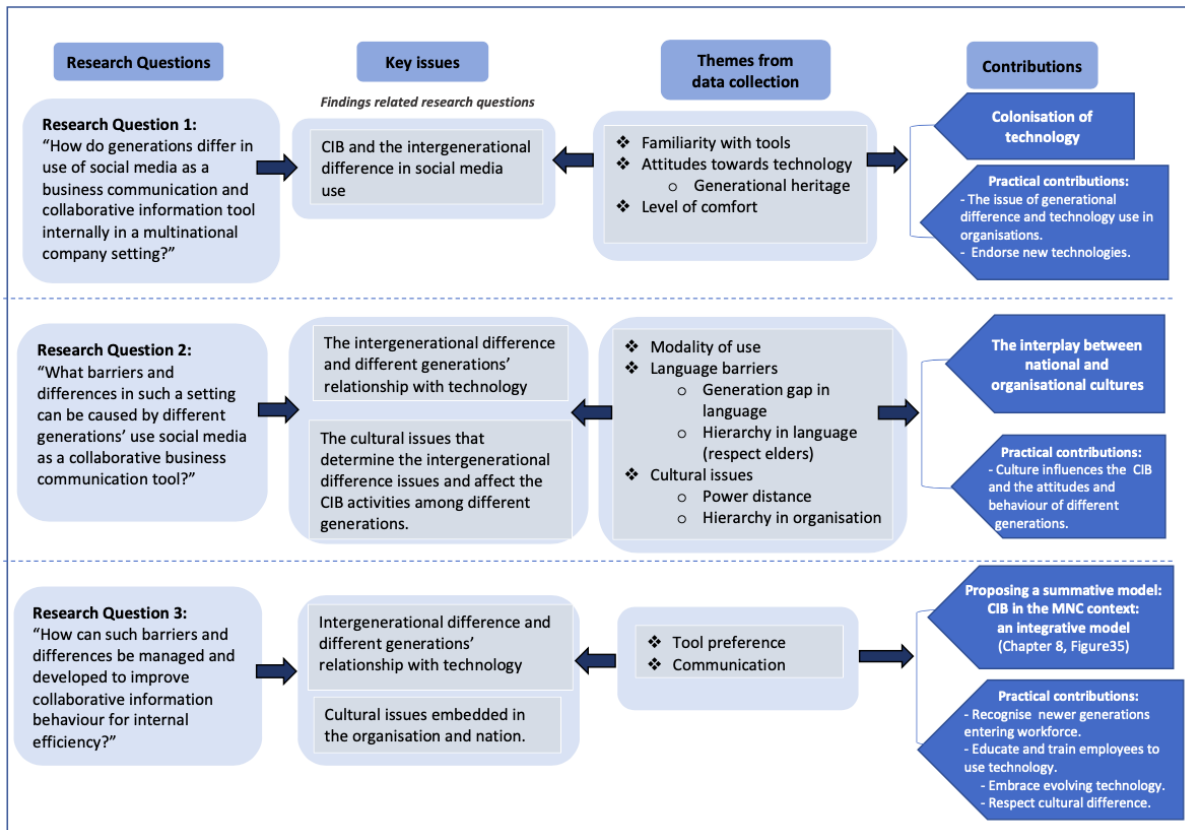 Research Questions
Key issues
Themes from
data collection
Contributions
Findings related research questions
Research Question 1:
“How do generations differ in
use of social media as a
business communication and
collaborative information tool
internally in a multinational
company setting?”
CIB and the intergenerational
difference in social media
use
❖ Familiarity with tools
❖ Attitudes towards technology
o Generational heritage
❖ Level of comfort
Colonisation of
technology
Practical contributions:
- The issue of generational
difference and technology use in
organisations.
- Endorse new technologies.
Research Question 2:
“What barriers and
differences in such a setting
can be caused by different
generations’ use social media
as a collaborative business
communication tool?”
The intergenerational difference
and different generations’
relationship with technology
The cultural issues that
determine the intergenerational
difference issues and affect the
CIB activities among different
generations.
❖ Modality of use
❖ Language barriers
o Generation gap in
language
o Hierarchy in language
(respect elders)
❖ Cultural issues
o Power distance
o Hierarchy in organisation
The interplay between
national and
organisational cultures
Practical contributions:
- Culture influences the CIB
and the attitudes and
behaviour of different
generations.
Research Question 3:
“How can such barriers and
differences be managed and
developed to improve
collaborative information
behaviour for internal
efficiency?”
Intergenerational difference and
different generations’
relationship with technology
Cultural issues embedded in
the organisation and nation.
❖ Tool preference
❖ Communication
Proposing a summative model:
CIB in the MNC context:
an integrative model
(Chapter 8, Figure35)
Practical contributions:
- Recognise newer generations
entering workforce.
- Educate and train employees to
use technology.
- Embrace evolving technology.
- Respect cultural difference.